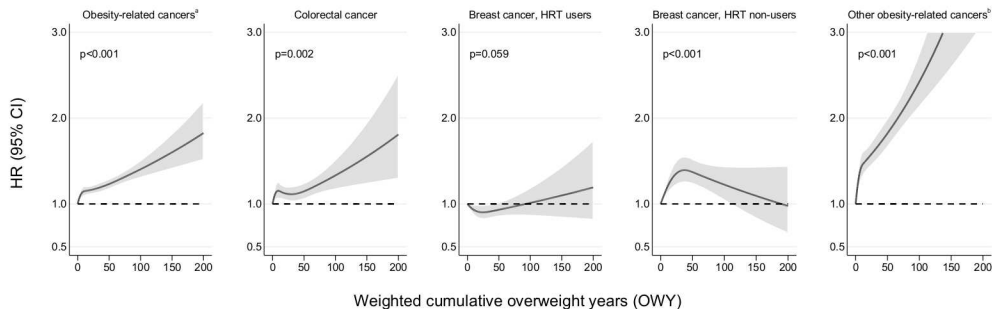 Obesity-related cancersᵃ
Colorectal cancer
Breast cancer, HRT users
Breast cancer, HRT non-users
Other obesity-related cancersᵇ
HR (95% CI)
3.0
2.0
1.0
0.5
p<0.001
0 50 100 150 200
3.0
2.0
1.0
0.5
p=0.002
0 50 100 150 200
3.0
2.0
1.0
0.5
p=0.059
0 50 100 150 200
3.0
2.0
1.0
0.5
p<0.001
0 50 100 150 200
3.0
2.0
1.0
0.5
p<0.001
0 50 100 150 200
Weighted cumulative overweight years (OWY)